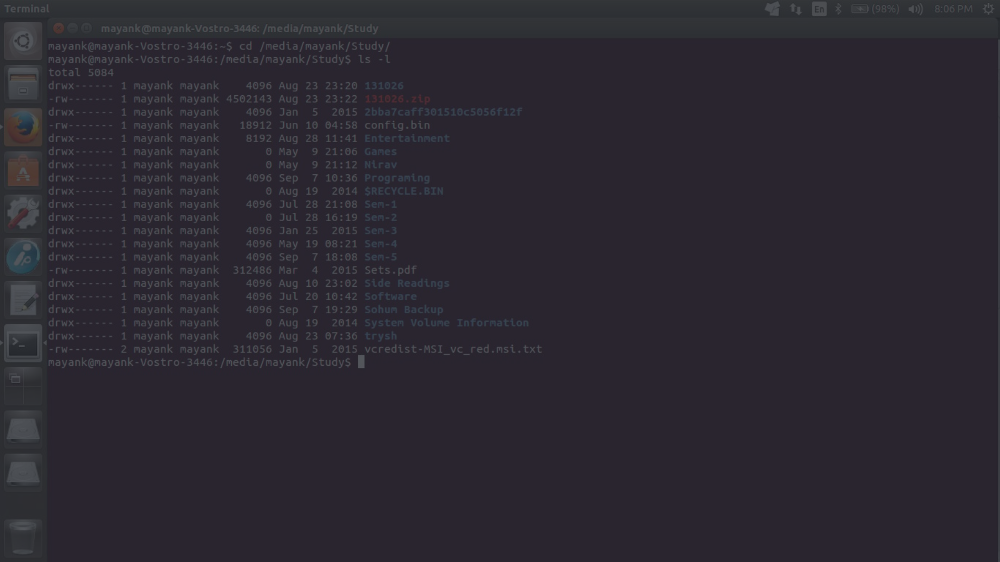 Terminal
En (98%) 8:06 PM
mayank@mayank-Vostro-3446: /media/mayank/Study
mayank@mayank-Vostro-3446:~$ cd /media/mayank/Study/
mayank@mayank-Vostro-3446:/media/mayank/Study$ ls -l
total 5084
drwx------ 1 mayank mayank    4096 Aug 23 23:20 131026
-rw------- 1 mayank mayank 4502143 Aug 23 23:22 131026.zip
drwx------ 1 mayank mayank    4096 Jan  5  2015 2bba7caff301510c5056f12f
-rw------- 1 mayank mayank   18912 Jun 10 04:58 config.bin
drwx------ 1 mayank mayank    8192 Aug 28 11:41 Entertainment
drwx------ 1 mayank mayank       0 May  9 21:06 Games
drwx------ 1 mayank mayank       0 May  9 21:12 Nirav
drwx------ 1 mayank mayank    4096 Sep  7 10:36 Programing
drwx------ 1 mayank mayank       0 Aug 19  2014 $RECYCLE.BIN
drwx------ 1 mayank mayank    4096 Jul 28 21:08 Sem-1
drwx------ 1 mayank mayank       0 Jul 28 16:19 Sem-2
drwx------ 1 mayank mayank    4096 Jan 25  2015 Sem-3
drwx------ 1 mayank mayank    4096 May 19 08:21 Sem-4
drwx------ 1 mayank mayank    4096 Sep  7 18:08 Sem-5
-rw------- 1 mayank mayank  312486 Mar  4  2015 Sets.pdf
drwx------ 1 mayank mayank    4096 Aug 10 23:02 Side Readings
drwx------ 1 mayank mayank    4096 Jul 20 10:42 Software
drwx------ 1 mayank mayank    4096 Sep  7 19:29 Sohum Backup
drwx------ 1 mayank mayank       0 Aug 19  2014 System Volume Information
drwx------ 1 mayank mayank    4096 Aug 23 07:36 trysh
-rw------- 2 mayank mayank  311056 Jan  5  2015 vcredist-MSI_vc_red.msi.txt
mayank@mayank-Vostro-3446:/media/mayank/Study$